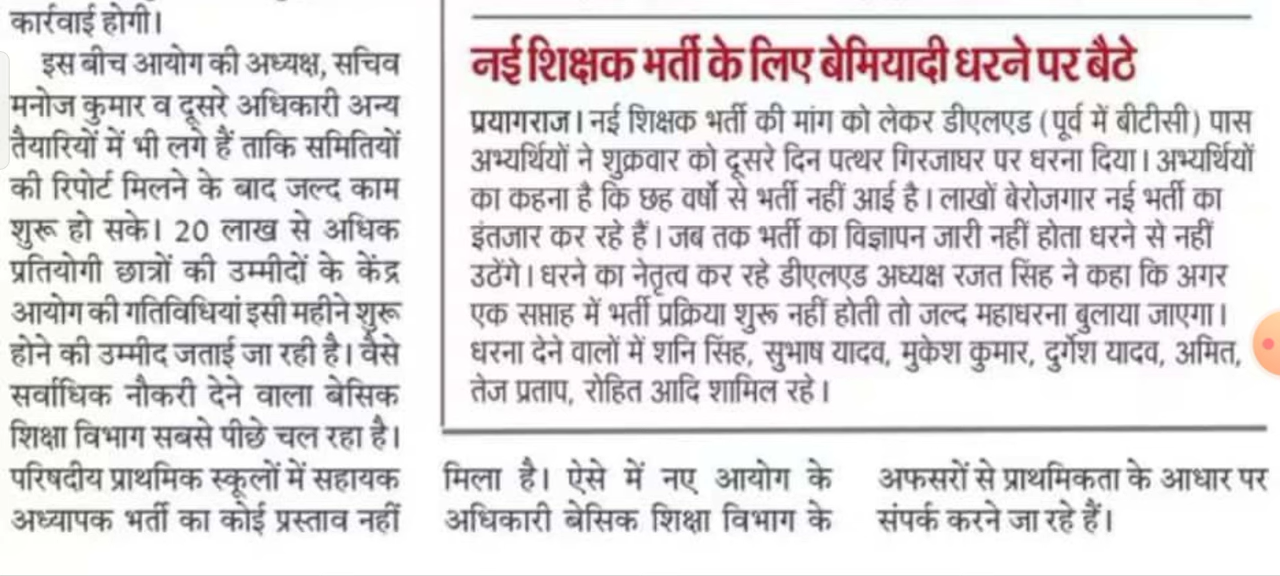 कार्रवाई होगी।
इस बीच आयोग की अध्यक्ष, सचिव
मनोज कुमार व दूसरे अधिकारी अन्य
तैयारियों में भी लगे हैं ताकि समितियों
की रिपोर्ट मिलने के बाद जल्द काम
शुरू हो सके। 20 लाख से अधिक
प्रतियोगी छात्रों की उम्मीदों के केंद्र
आयोग की गतिविधियां इसी महीने शुरू
होने की उम्मीद जताई जा रही है। वैसे
सर्वाधिक नौकरी देने वाला बेसिक
शिक्षा विभाग सबसे पीछे चल रहा है।
परिषदीय प्राथमिक स्कूलों में सहायक
अध्यापक भर्ती का कोई प्रस्ताव नहीं
मिला है। ऐसे में नए आयोग के
अधिकारी बेसिक शिक्षा विभाग के
अफसरों से प्राथमिकता के आधार पर
संपर्क करने जा रहे हैं।
नई शिक्षक भर्ती के लिए बेमियादी धरने पर बैठे
प्रयागराज। नई शिक्षक भर्ती की मांग को लेकर डीएलएड (पूर्व में बीटीसी) पास
अभ्यर्थियों ने शुक्रवार को दूसरे दिन पत्थर गिरजाघर पर धरना दिया। अभ्यर्थियों
का कहना है कि छह वर्षों से भर्ती नहीं आई है। लाखों बेरोजगार नई भर्ती का
इंतजार कर रहे हैं। जब तक भर्ती का विज्ञापन जारी नहीं होता धरने से नहीं
उठेंगे। धरने का नेतृत्व कर रहे डीएलएड अध्यक्ष रजत सिंह ने कहा कि अगर
एक सप्ताह में भर्ती प्रक्रिया शुरू नहीं होती तो जल्द महाधरना बुलाया जाएगा।
धरना देने वालों में शनि सिंह, सुभाष यादव, मुकेश कुमार, दुर्गेश यादव, अमित,
तेज प्रताप, रोहित आदि शामिल रहे।